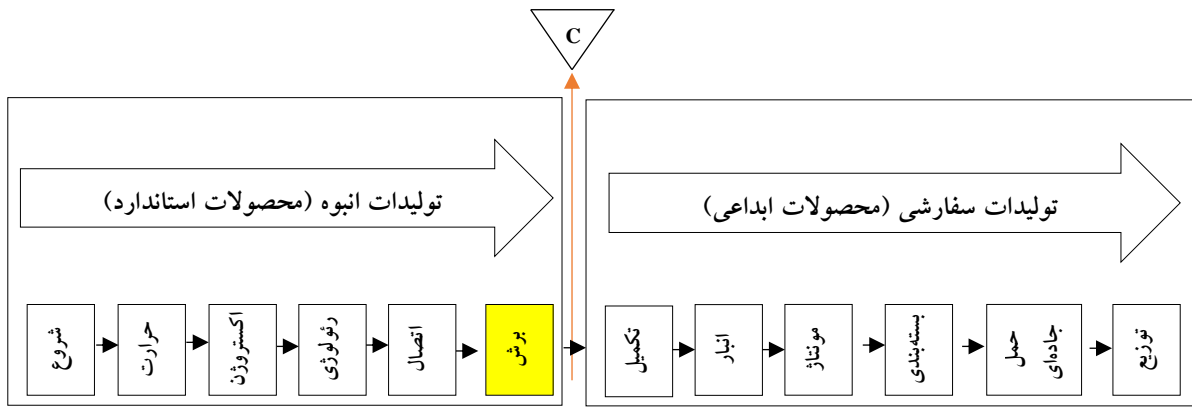 C
تولیدات انبوه (محصولات استاندارد)
تولیدات سفارشی (محصولات ابداعی)
شروع
حرارت
اکستروژن
رئولوژی
اتصال
برش
تکمیل
انبار
مونتاژ
بسته‌بندی
حمل
جاده‌ای
توزیع